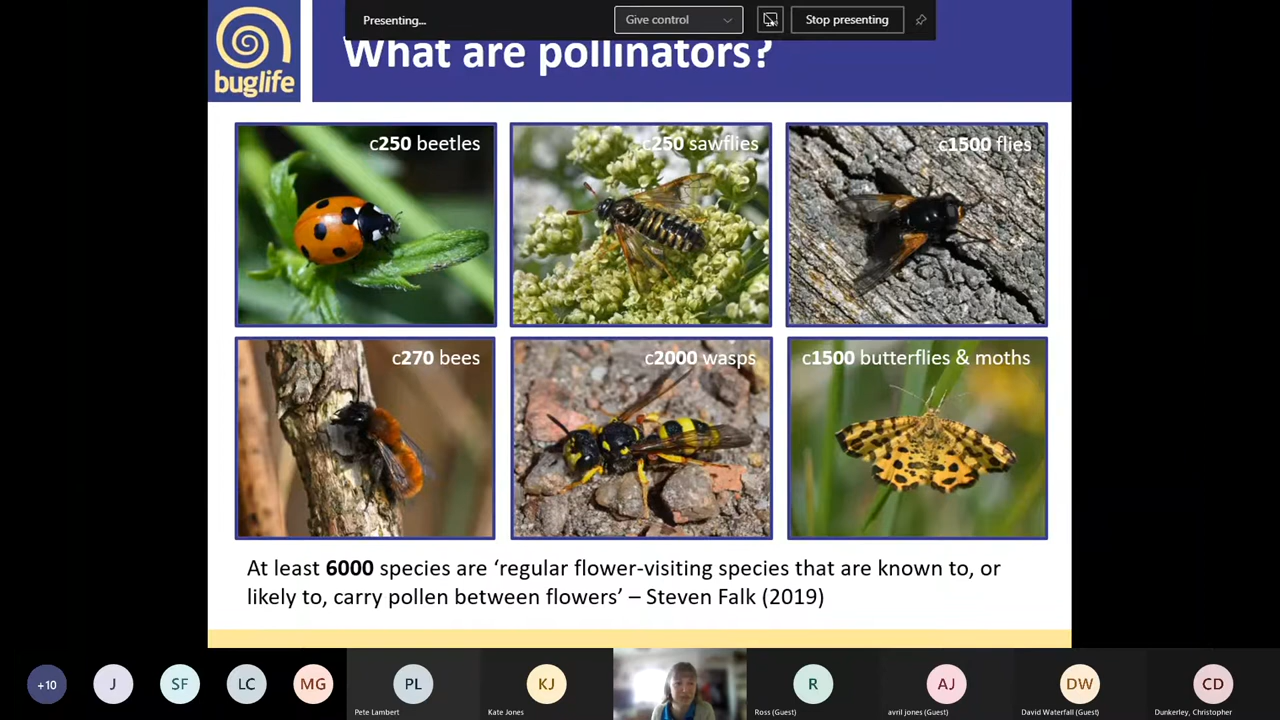 Presenting...
Give control
Stop presenting
buglife
What are pollinators?
c250 beetles
c250 sawflies
c1500 flies
c270 bees
c2000 wasps
c1500 butterflies & moths
At least 6000 species are ‘regular flower-visiting species that are known to, or
likely to, carry pollen between flowers’ – Steven Falk (2019)
+10
J
SF
LC
MG
PL
Pete Lambert
KJ
Kate Jones
R
Ross (Guest)
AJ
avril jones (Guest)
DW
David Waterfall (Guest)
CD
Dunkerley, Christopher